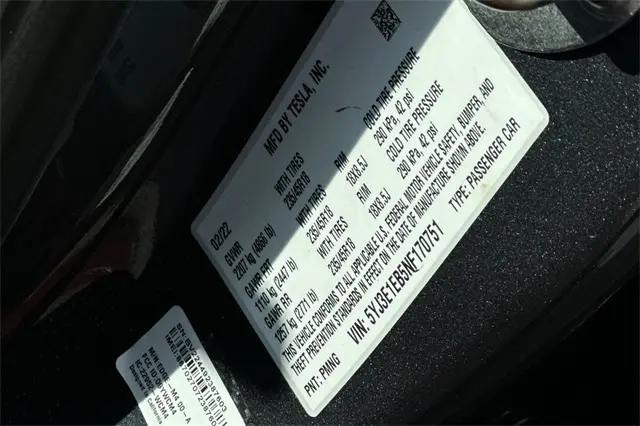 MFD BY TESLA, INC.
02/22
GVWR
2207 kg (4866 lb)
GAWR FRT
WITH TIRES
RIM
COLD TIRE PRESSURE
1110 kg (2447 lb)
235/45R18
18X8.5J
290 kPa, 42 psi
GAWR RR
WITH TIRES
RIM
COLD TIRE PRESSURE
1257 kg (2771 lb)
235/45R18
18X8.5J
290 kPa, 42 psi
THIS VEHICLE CONFORMS TO ALL APPLICABLE U.S. FEDERAL MOTOR VEHICLE SAFETY, BUMPER, AND
THEFT PREVENTION STANDARDS IN EFFECT ON THE DATE OF MANUFACTURE SHOWN ABOVE.
VIN: 5YJ3E1EB5NF170751
TYPE: PASSENGER CAR
PNT: PMNG
Designed in California